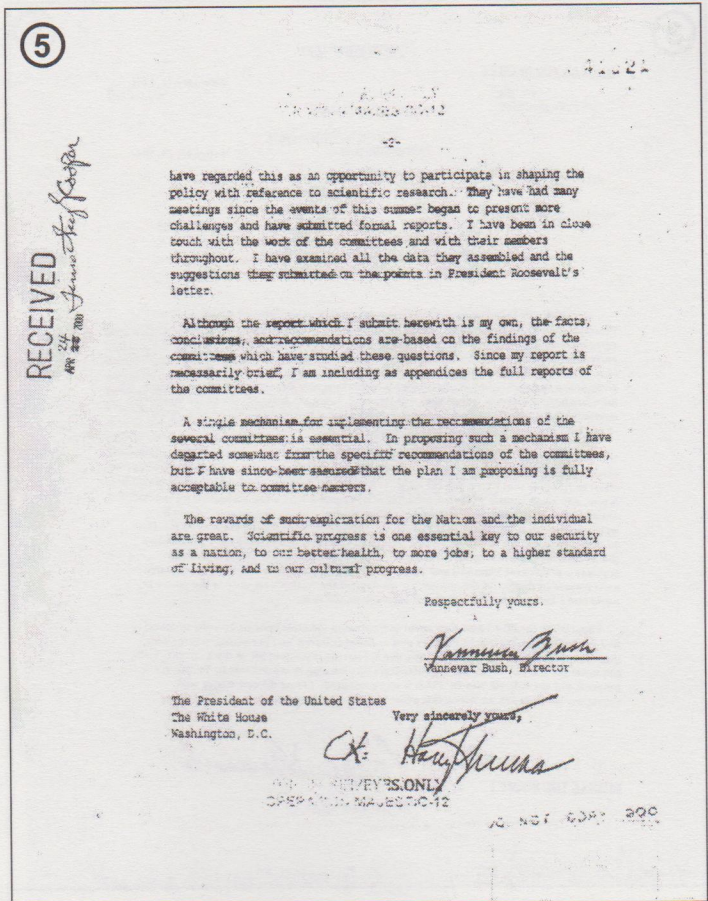 5
-2-
RECEIVED
have regarded this as an opportunity to participate in shaping the
policy with reference to scientific research. They have had many
meetings since the events of this summer began to present more
challenges and have submitted formal reports. I have been in close
touch with the work of the committees and with their members
throughout. I have examined all the data they assembled and the
suggestions they submitted on the points in President Roosevelt's
letter.
Although the report which I submit herewith is my own, the facts,
conclusions, and recommendations are based on the findings of the
committees which have studied these questions. Since my report is
necessarily brief, I am including as appendices the full reports of
the committees.
A single mechanism for implementing the recommendations of the
several committees is essential. In proposing such a mechanism I have
departed somewhat from the specific recommendations of the committees,
but I have since been assured that the plan I am proposing is fully
acceptable to committee members.
The rewards of such exploration for the Nation and the individual
are great. Scientific progress is one essential key to our security
as a nation, to our better health, to more jobs, to a higher standard
of living, and to our cultural progress.
Respectfully yours.
Vannevar Bush
Vannevar Bush, Director
The President of the United States
The White House
Washington, D.C.
Very sincerely yours,
OK: Harry Truman
EYES ONLY
MAJESTIC-12
NOT COPY